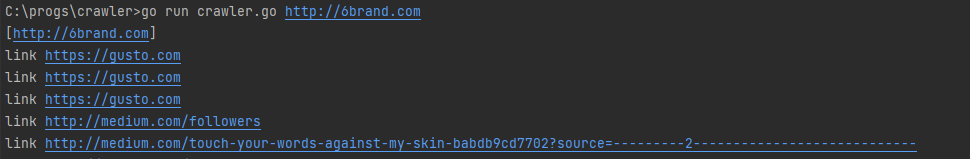 C:\progs\crawler>go run crawler.go http://6brand.com
[http://6brand.com]
link https://gusto.com
link https://gusto.com
link https://gusto.com
link http://medium.com/followers
link http://medium.com/touch-your-words-against-my-skin-babdb9cd7702?source=---------2----------------------------